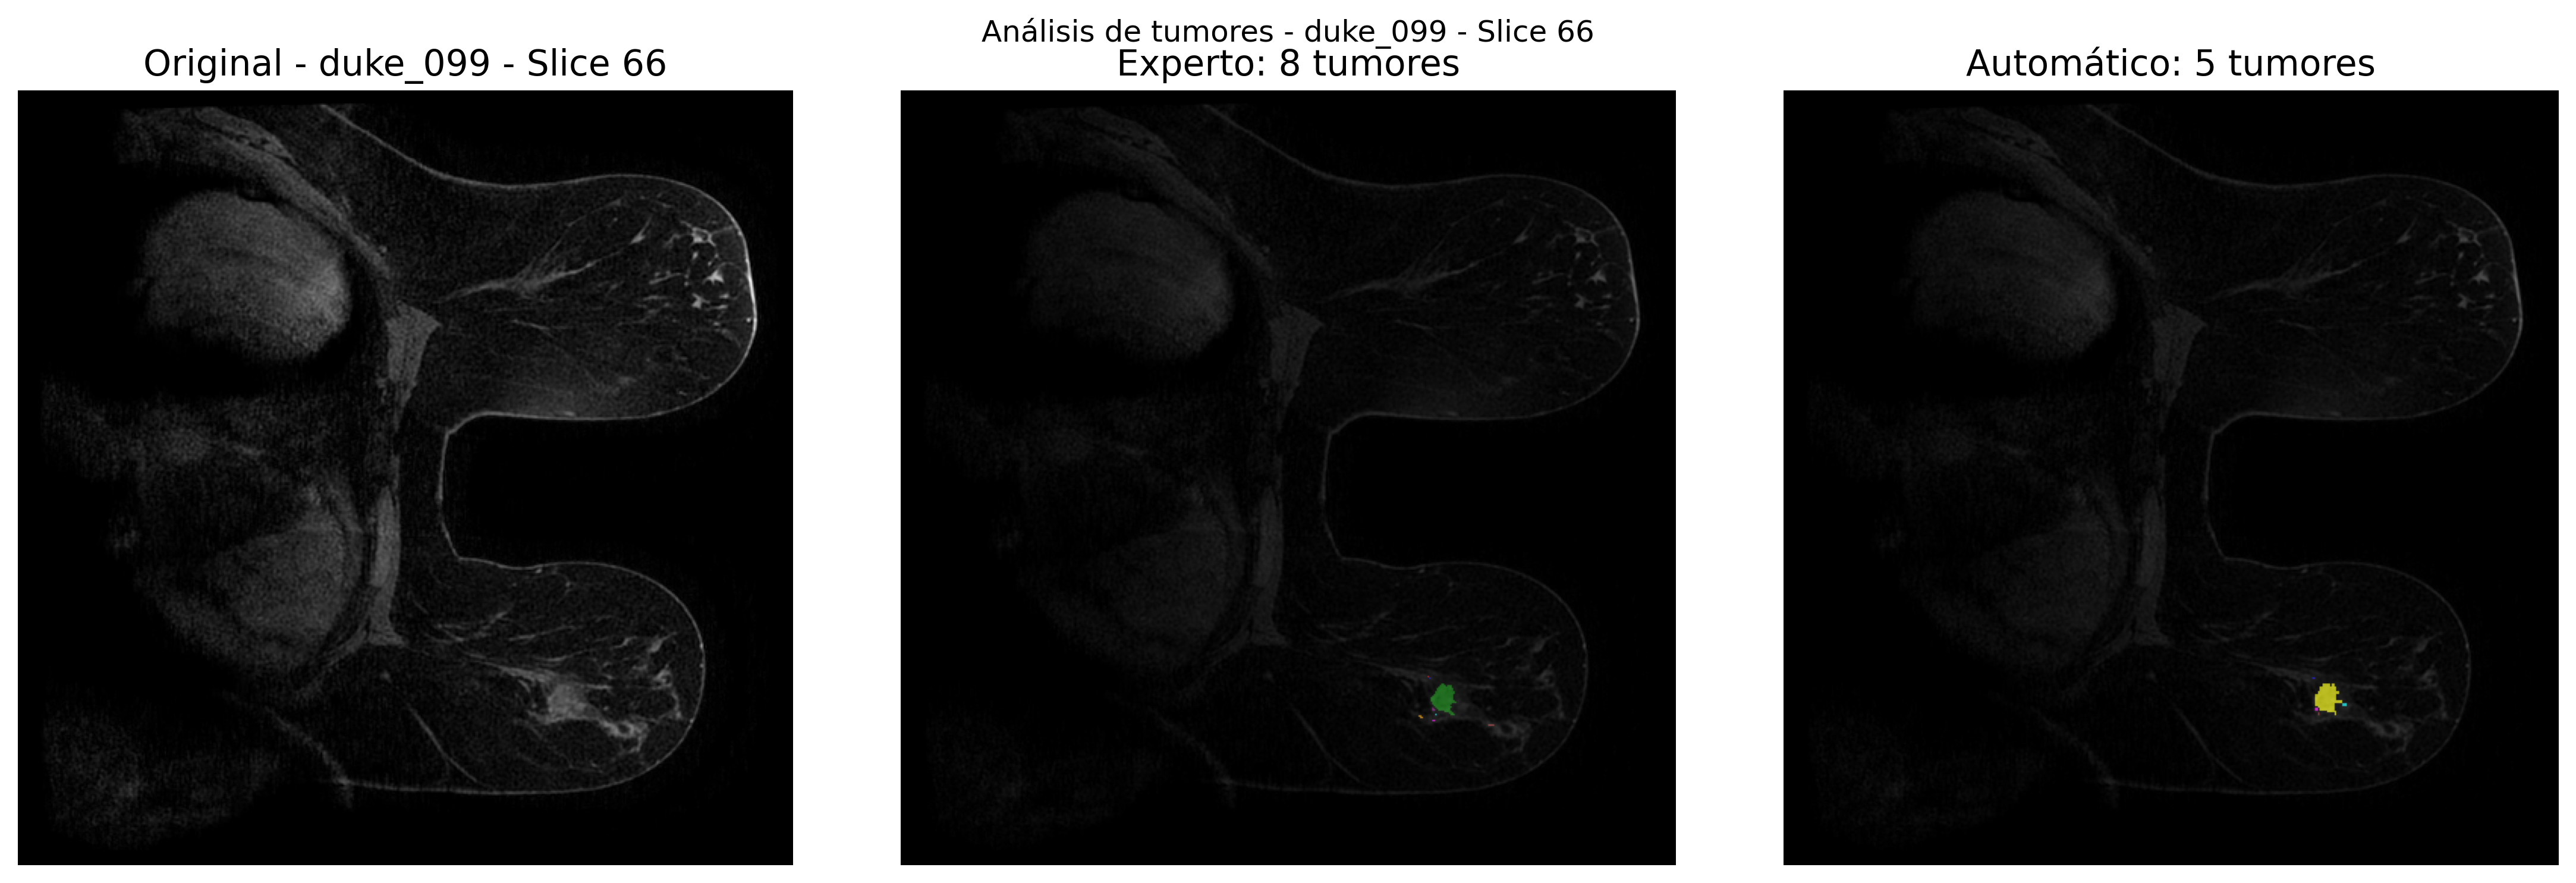 Análisis de tumores - duke_099 - Slice 66
Original - duke_099 - Slice 66
Experto: 8 tumores
Automático: 5 tumores